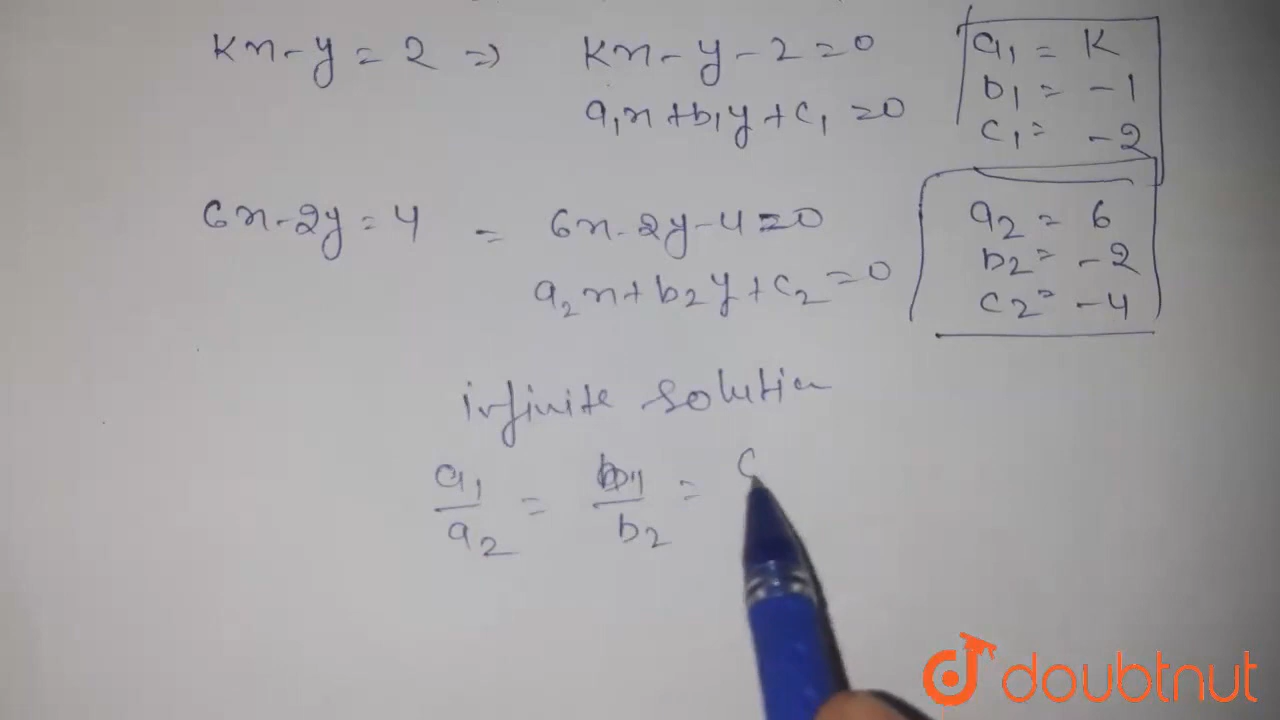 Kx-y = 2 ⇒ Kx-y-2=0
a₁x+b₁y+c₁=0
a₁ = K
b₁ = -1
c₁ = -2
6x-2y=4 = 6x-2y-4=0
a₂x+b₂y+c₂=0
a₂ = 6
b₂ = -2
c₂ = -4
infinite solution
a₁/a₂ = b₁/b₂ = c
doubtnut